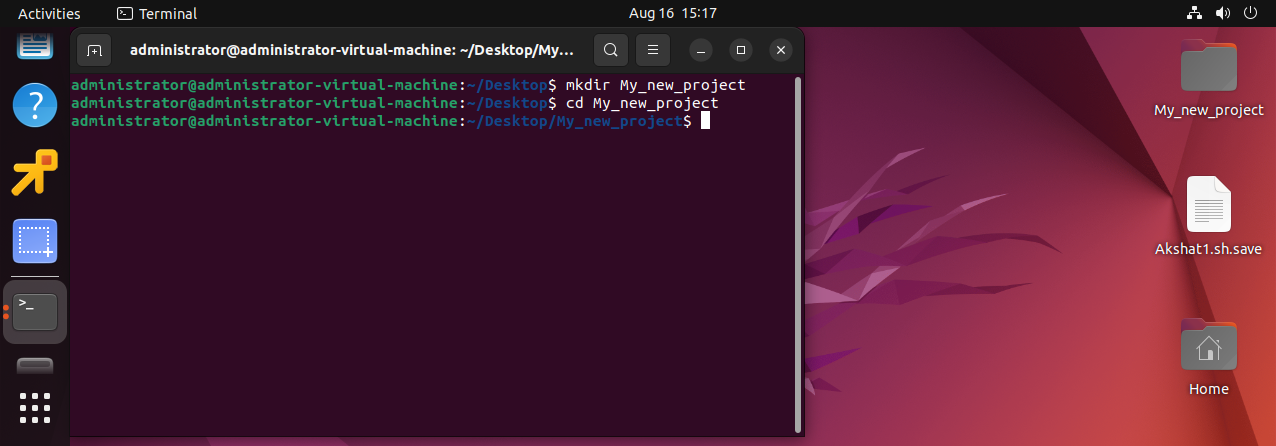 Activities
Terminal
Aug 16 15:17
administrator@administrator-virtual-machine: ~/Desktop/My...
administrator@administrator-virtual-machine:~/Desktop$ mkdir My_new_project
administrator@administrator-virtual-machine:~/Desktop$ cd My_new_project
administrator@administrator-virtual-machine:~/Desktop/My_new_project$
?
>_
My_new_project
Akshat1.sh.save
Home